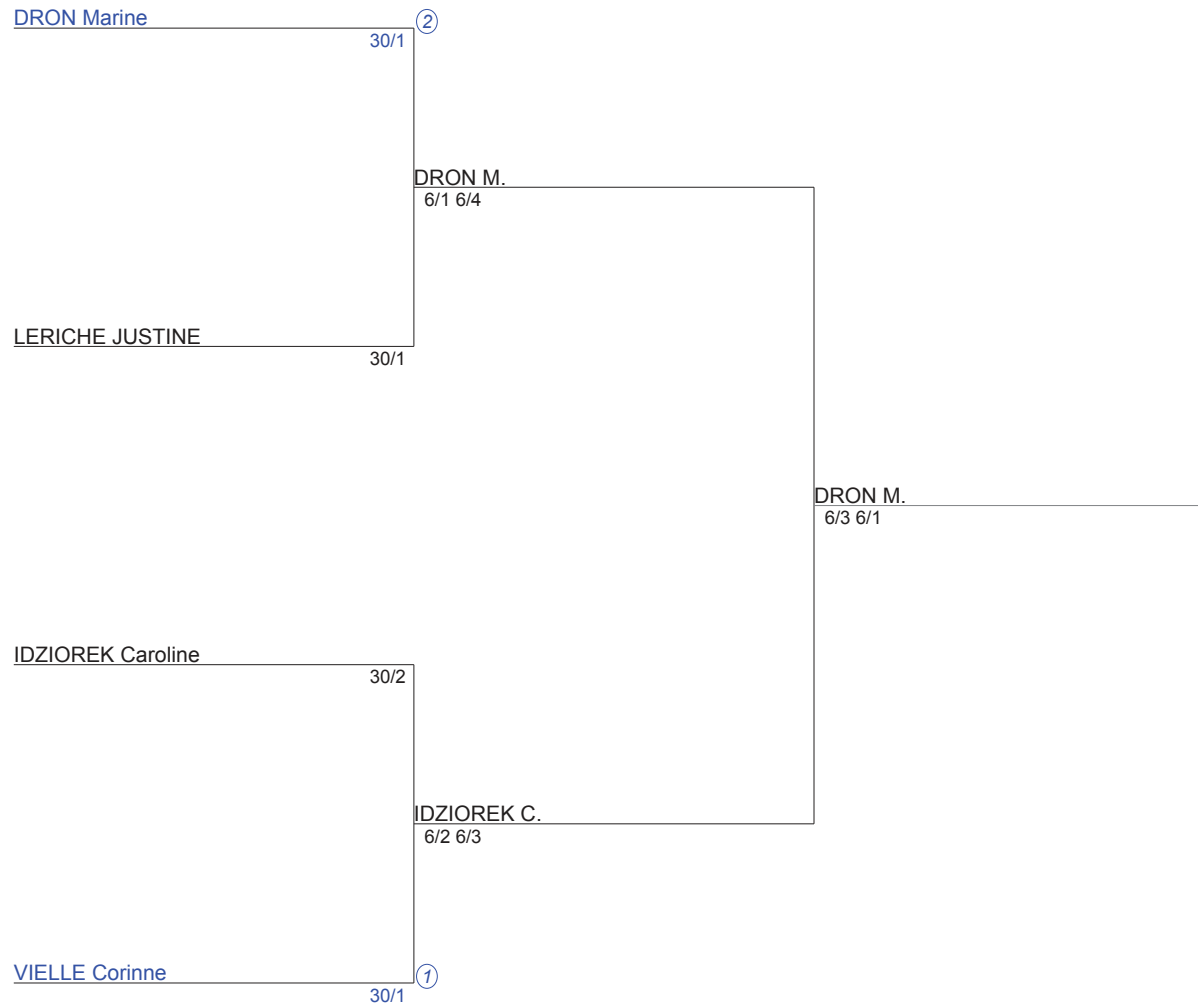 DRON Marine
2
30/1
DRON M.
6/1 6/4
LERICHE JUSTINE
30/1
DRON M.
6/3 6/1
IDZIOREK Caroline
30/2
IDZIOREK C.
6/2 6/3
VIELLE Corinne
1
30/1